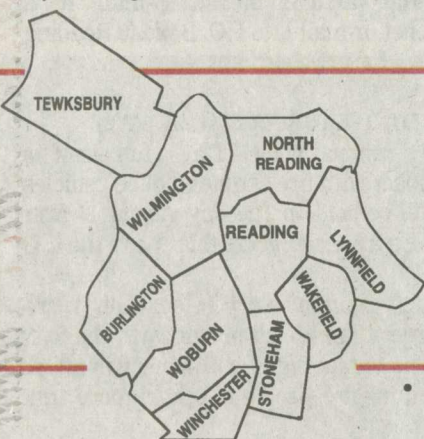 TEWKSBURY
NORTH
READING
WILMINGTON
READING
LYNNFIELD
BURLINGTON
WAKEFIELD
WOBURN
STONEHAM
WINCHESTER